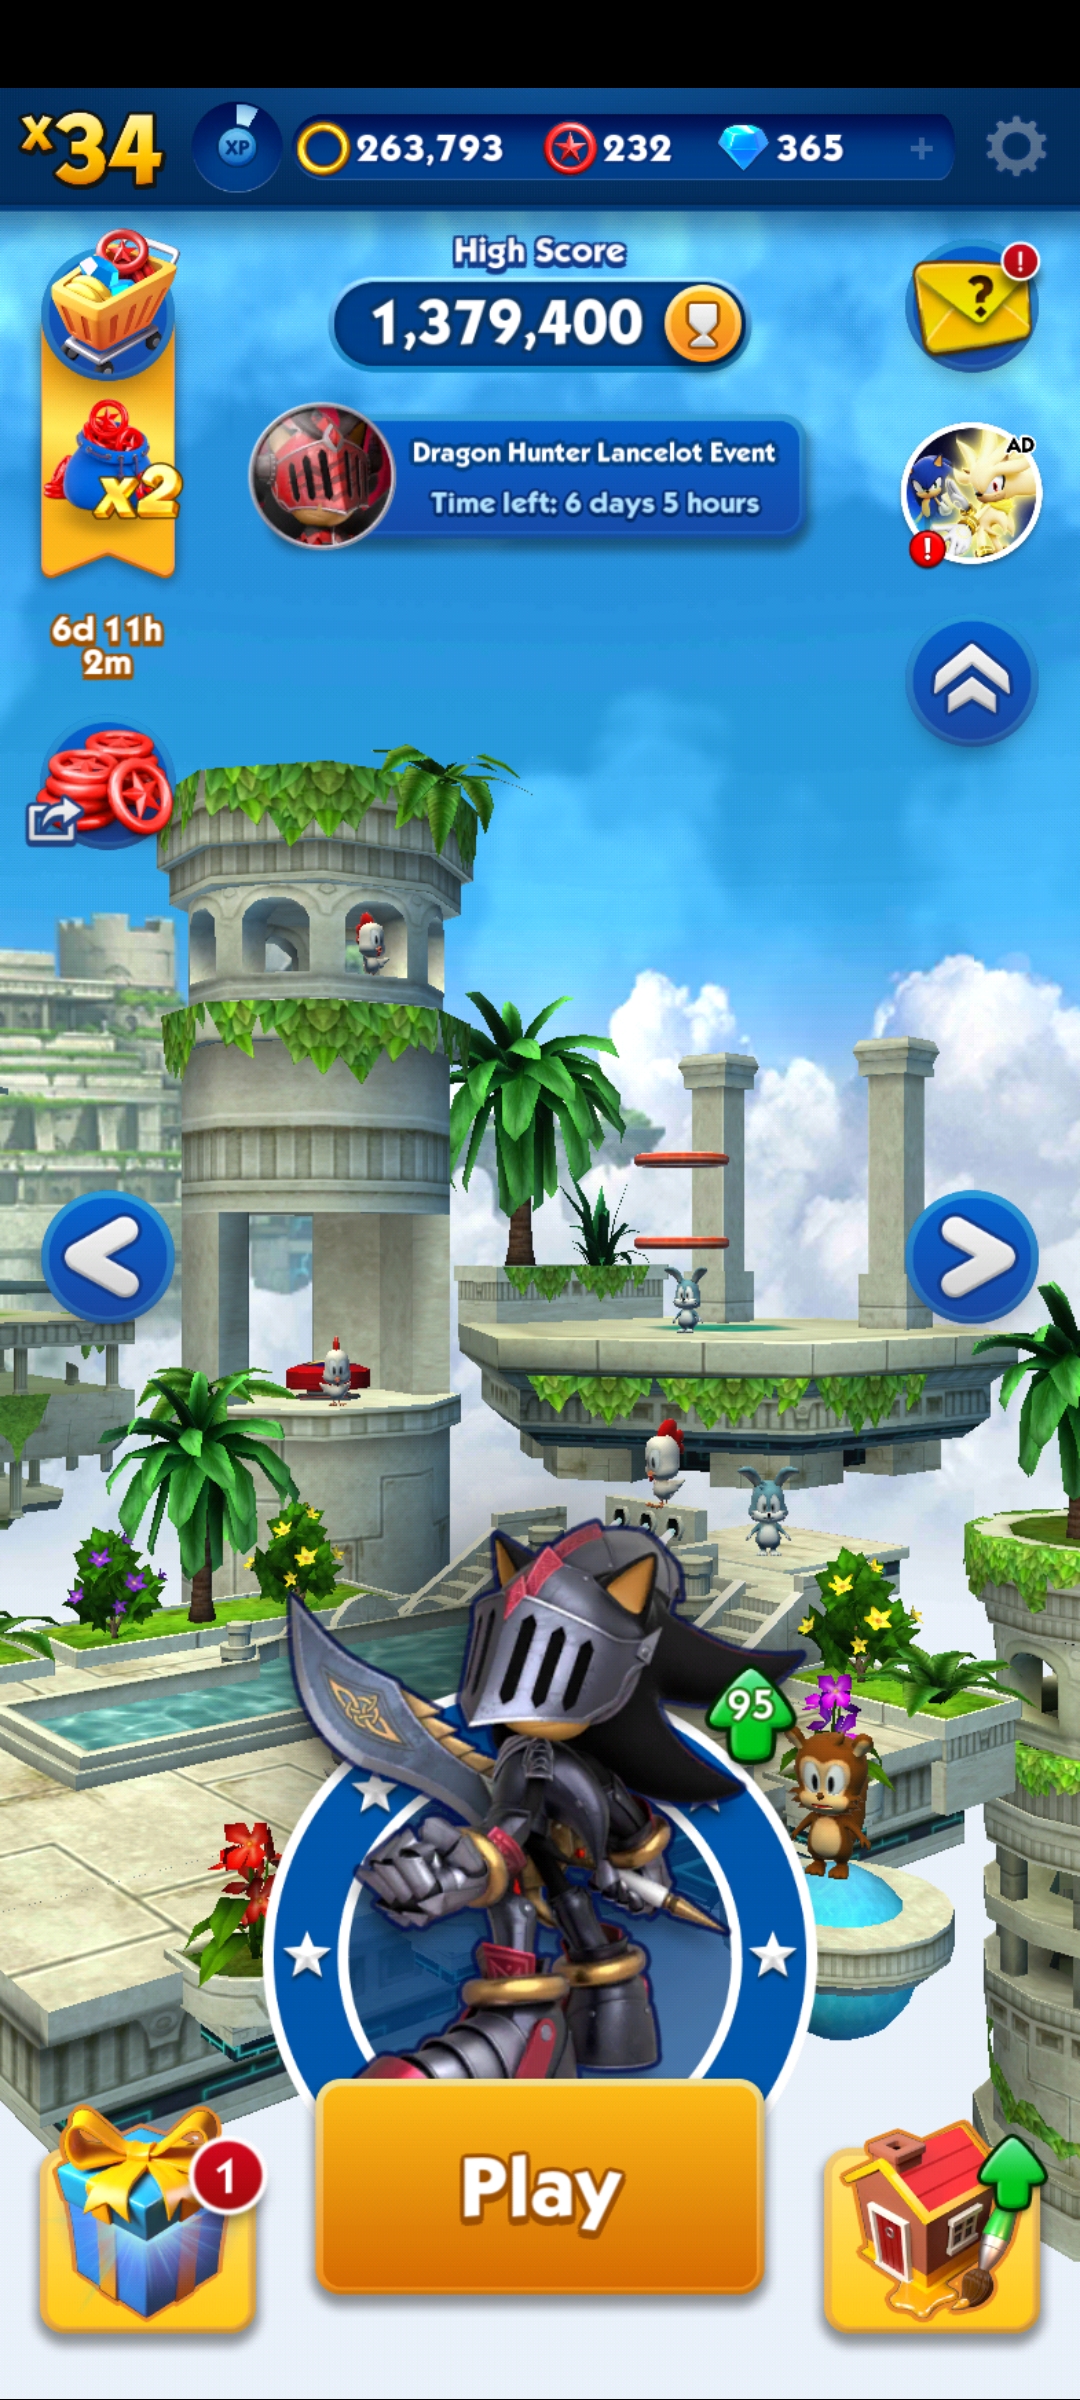 x34
XP
263,793
232
365
+
High Score
1,379,400
?
!
Dragon Hunter Lancelot Event
Time left: 6 days 5 hours
x2
AD
!
6d 11h
2m
95
1
Play